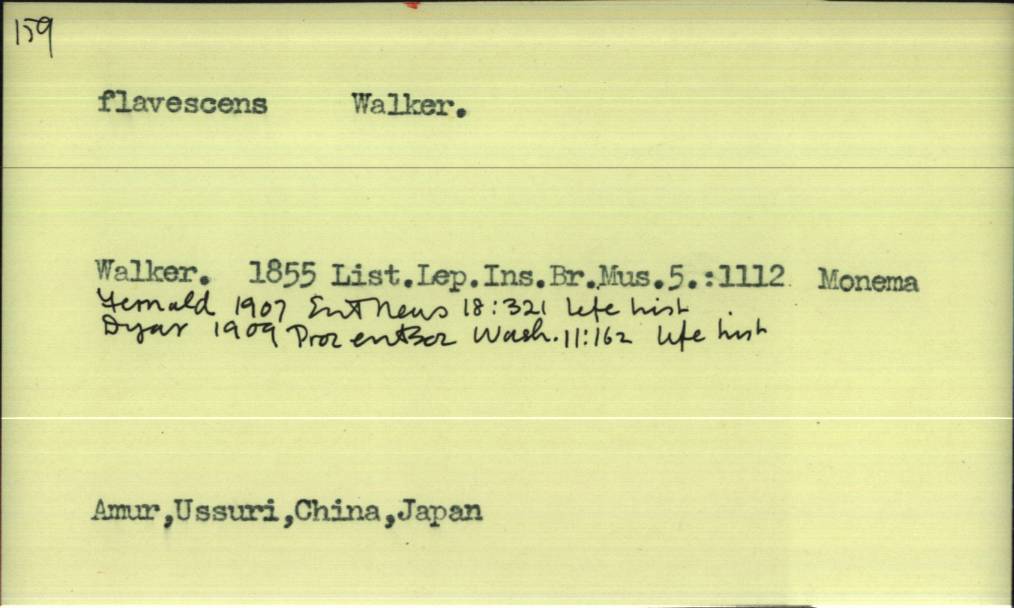 159
flavescens Walker.
Walker. 1855 List.Lep.Ins.Br.Mus.5.:1112 Monema
Fernald 1907 Ent News 18:321 life hist
Dyar 1909 Proc ent Soc Wash. 11:162 life hist
Amur,Ussuri,China,Japan